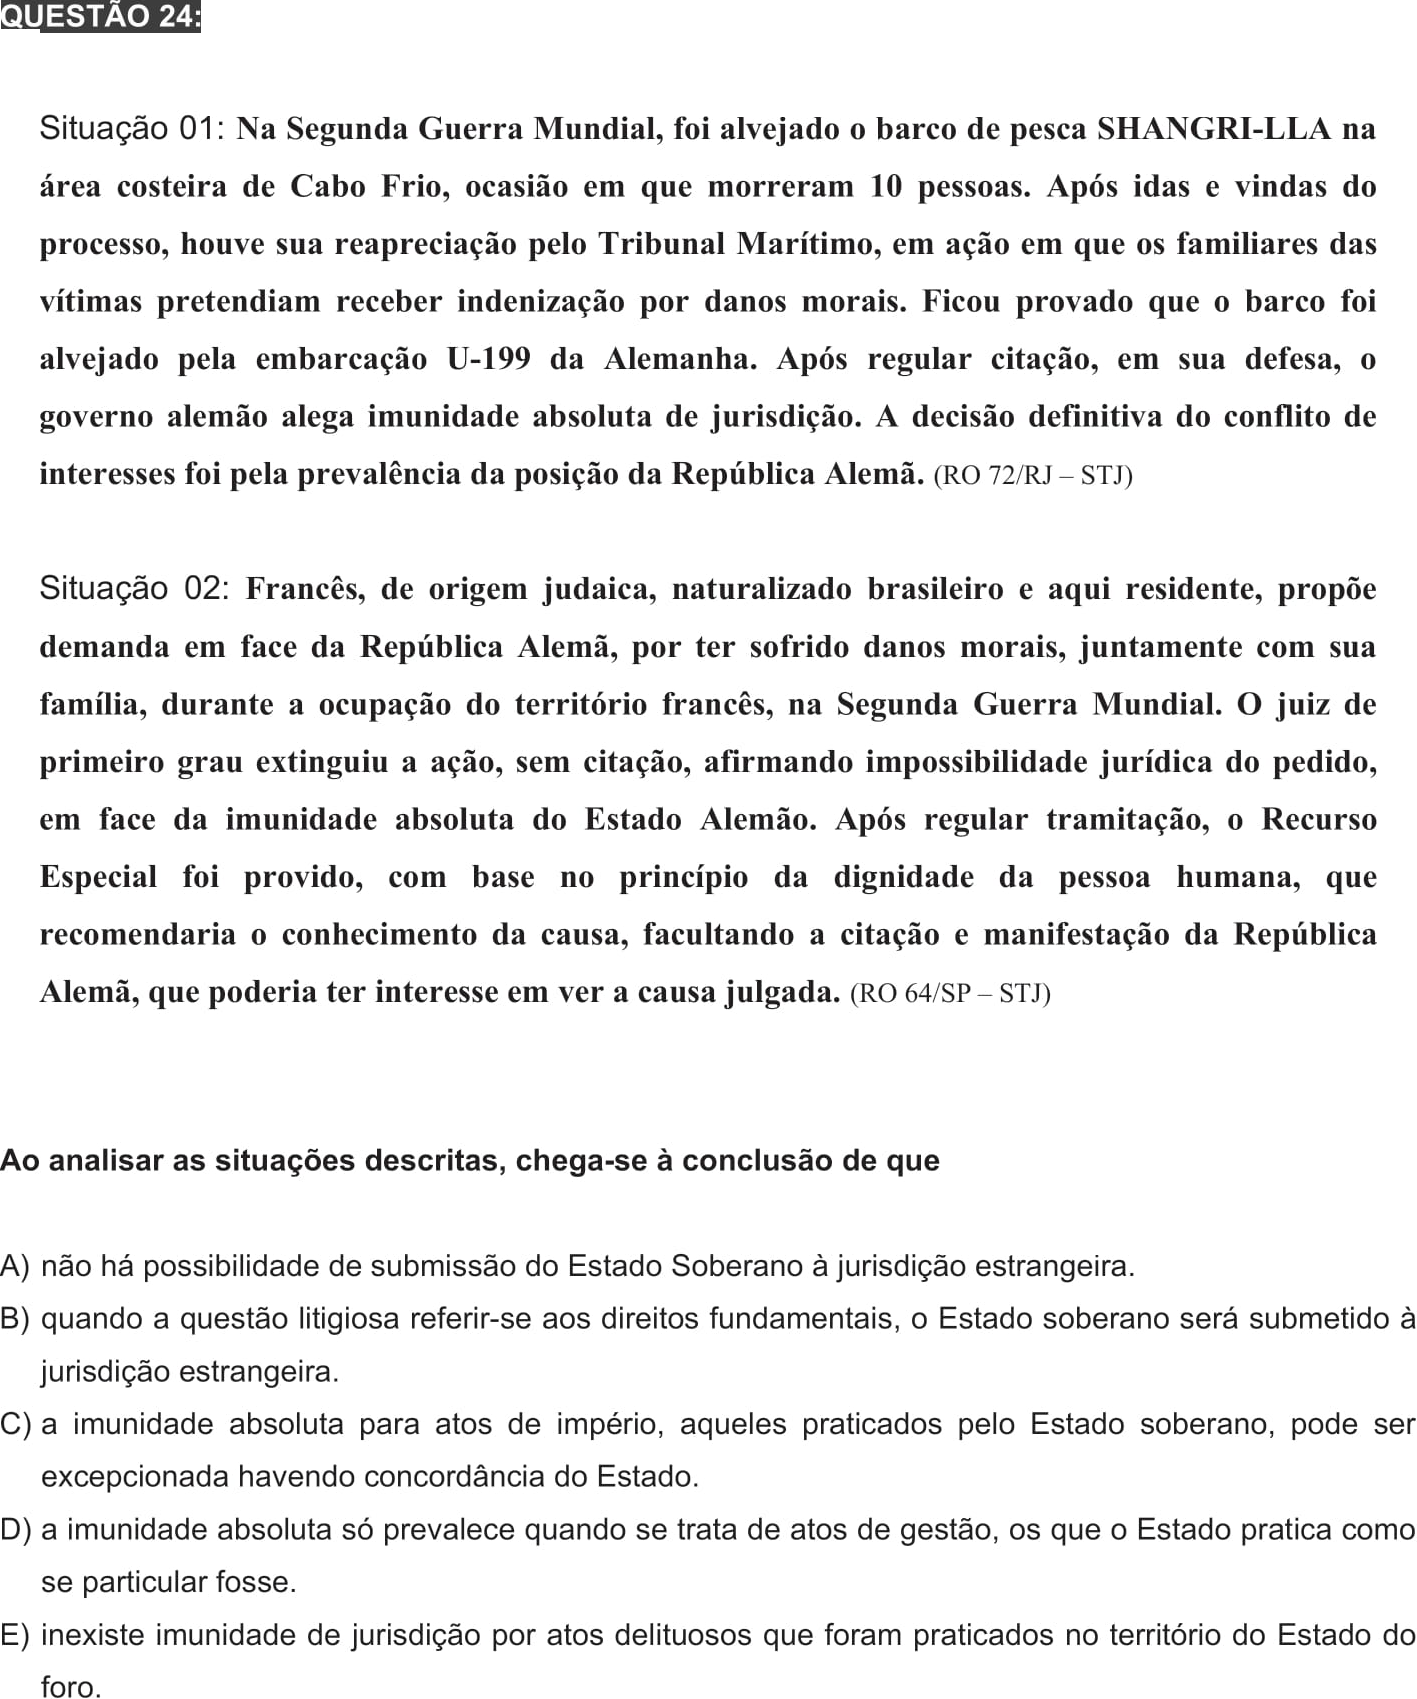 QUESTÃO 24:
Situação 01: Na Segunda Guerra Mundial, foi alvejado o barco de pesca SHANGRI-LLA na
área costeira de Cabo Frio, ocasião em que morreram 10 pessoas. Após idas e vindas do
processo, houve sua reapreciação pelo Tribunal Marítimo, em ação em que os familiares das
vítimas pretendiam receber indenização por danos morais. Ficou provado que o barco foi
alvejado pela embarcação U-199 da Alemanha. Após regular citação, em sua defesa, o
governo alemão alega imunidade absoluta de jurisdição. A decisão definitiva do conflito de
interesses foi pela prevalência da posição da República Alemã. (RO 72/RJ – STJ)
Situação 02: Francês, de origem judaica, naturalizado brasileiro e aqui residente, propõe
demanda em face da República Alemã, por ter sofrido danos morais, juntamente com sua
família, durante a ocupação do território francês, na Segunda Guerra Mundial. O juiz de
primeiro grau extinguiu a ação, sem citação, afirmando impossibilidade jurídica do pedido,
em face da imunidade absoluta do Estado Alemão. Após regular tramitação, o Recurso
Especial foi provido, com base no princípio da dignidade da pessoa humana, que
recomendaria o conhecimento da causa, facultando a citação e manifestação da República
Alemã, que poderia ter interesse em ver a causa julgada. (RO 64/SP – STJ)
Ao analisar as situações descritas, chega-se à conclusão de que
A) não há possibilidade de submissão do Estado Soberano à jurisdição estrangeira.
B) quando a questão litigiosa referir-se aos direitos fundamentais, o Estado soberano será submetido à
jurisdição estrangeira.
C) a imunidade absoluta para atos de império, aqueles praticados pelo Estado soberano, pode ser
excepcionada havendo concordância do Estado.
D) a imunidade absoluta só prevalece quando se trata de atos de gestão, os que o Estado pratica como
se particular fosse.
E) inexiste imunidade de jurisdição por atos delituosos que foram praticados no território do Estado do
foro.